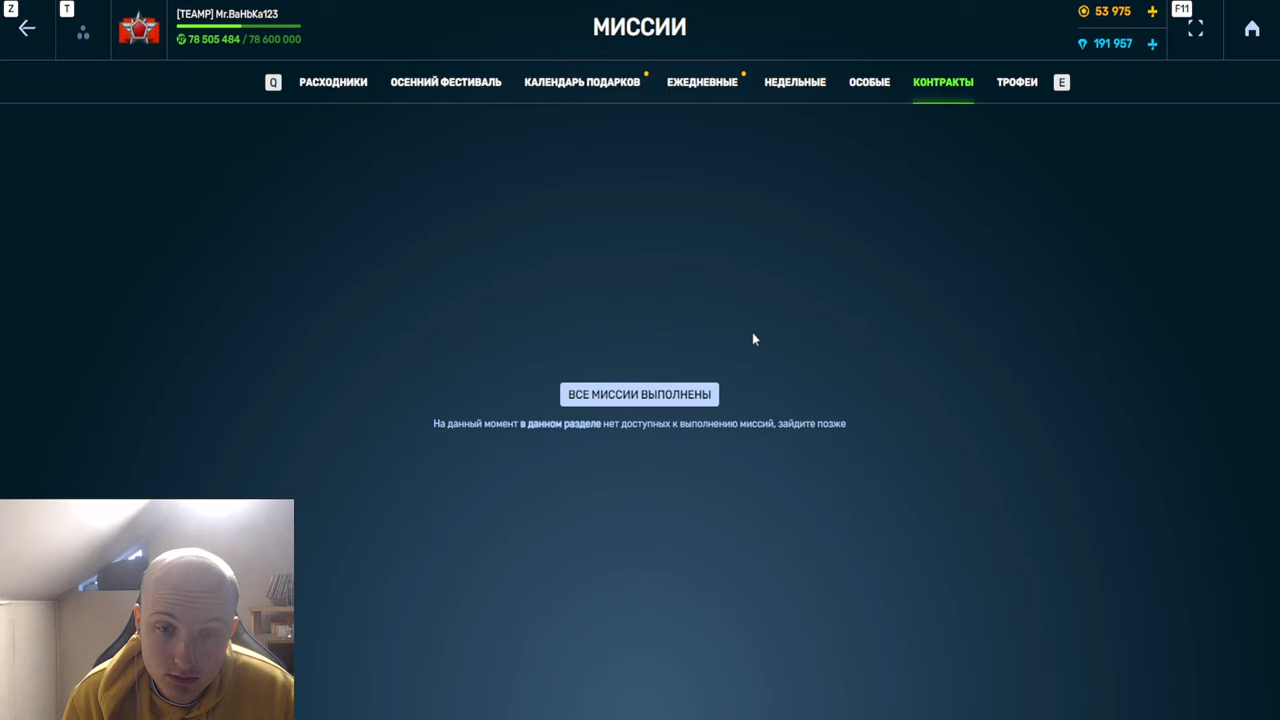 Z
T
[TEAMP] Mr.BaHbKa123
78 505 484 / 78 600 000
МИССИИ
53 975
191 957
F11
Q
РАСХОДНИКИ
ОСЕННИЙ ФЕСТИВАЛЬ
КАЛЕНДАРЬ ПОДАРКОВ
ЕЖЕДНЕВНЫЕ
НЕДЕЛЬНЫЕ
ОСОБЫЕ
КОНТРАКТЫ
ТРОФЕИ
E
ВСЕ МИССИИ ВЫПОЛНЕНЫ
На данный момент в данном разделе нет доступных к выполнению миссий, зайдите позже